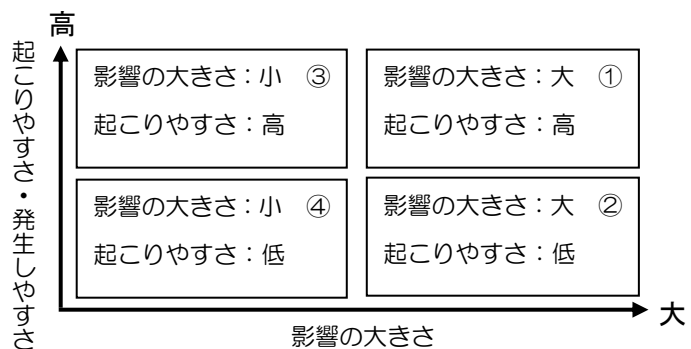 高
起こりやすさ・発生しやすさ
影響の大きさ：小　③
起こりやすさ：高
影響の大きさ：大　①
起こりやすさ：高
影響の大きさ：小　④
起こりやすさ：低
影響の大きさ：大　②
起こりやすさ：低
大
影響の大きさ